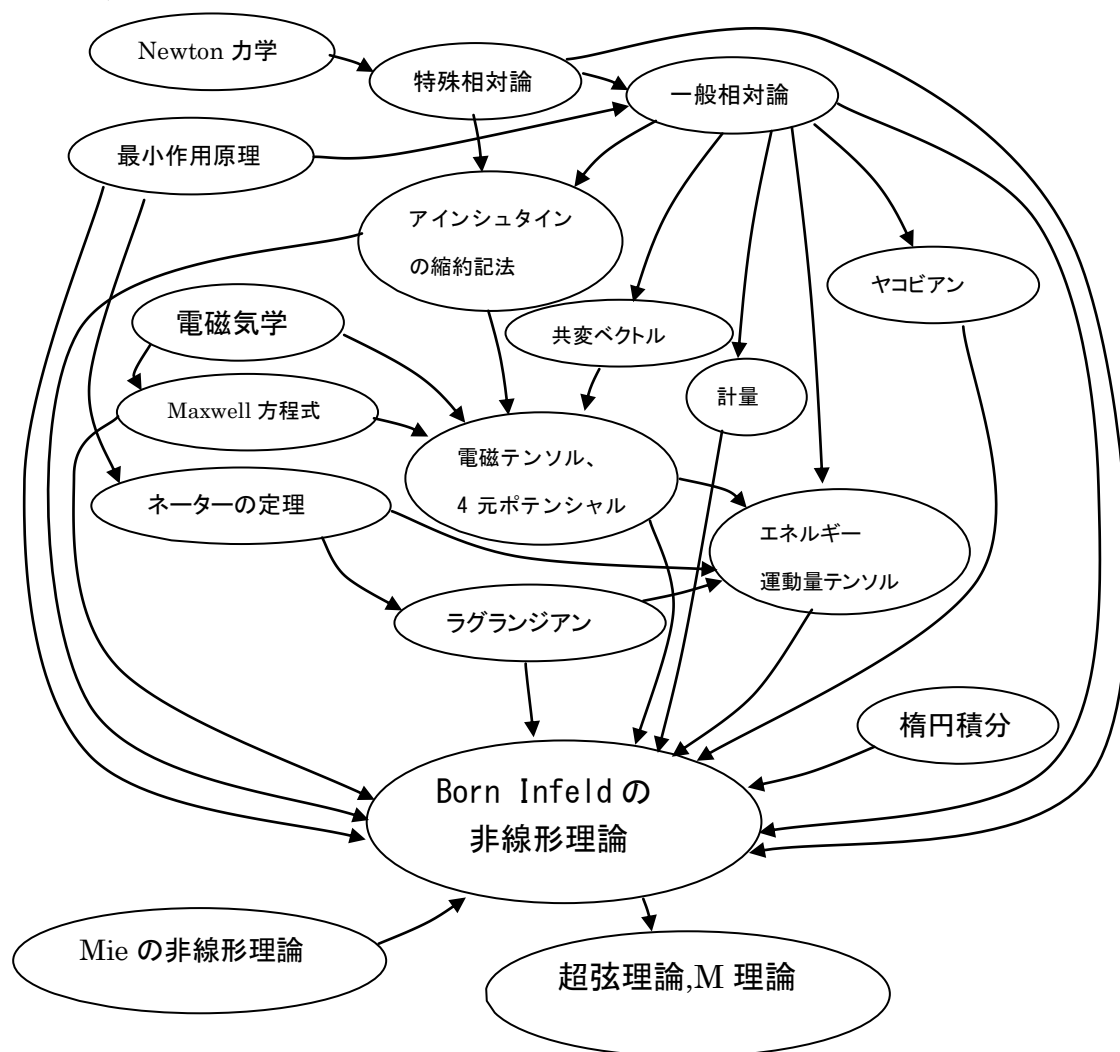 Newton 力学
特殊相対論
一般相対論
最小作用原理
アインシュタイン
の縮約記法
ヤコビアン
電磁気学
共変ベクトル
計量
Maxwell 方程式
電磁テンソル、
4 元ポテンシャル
ネーターの定理
エネルギー
運動量テンソル
ラグランジアン
楕円積分
Born Infeld の
非線形理論
Mie の非線形理論
超弦理論,M 理論